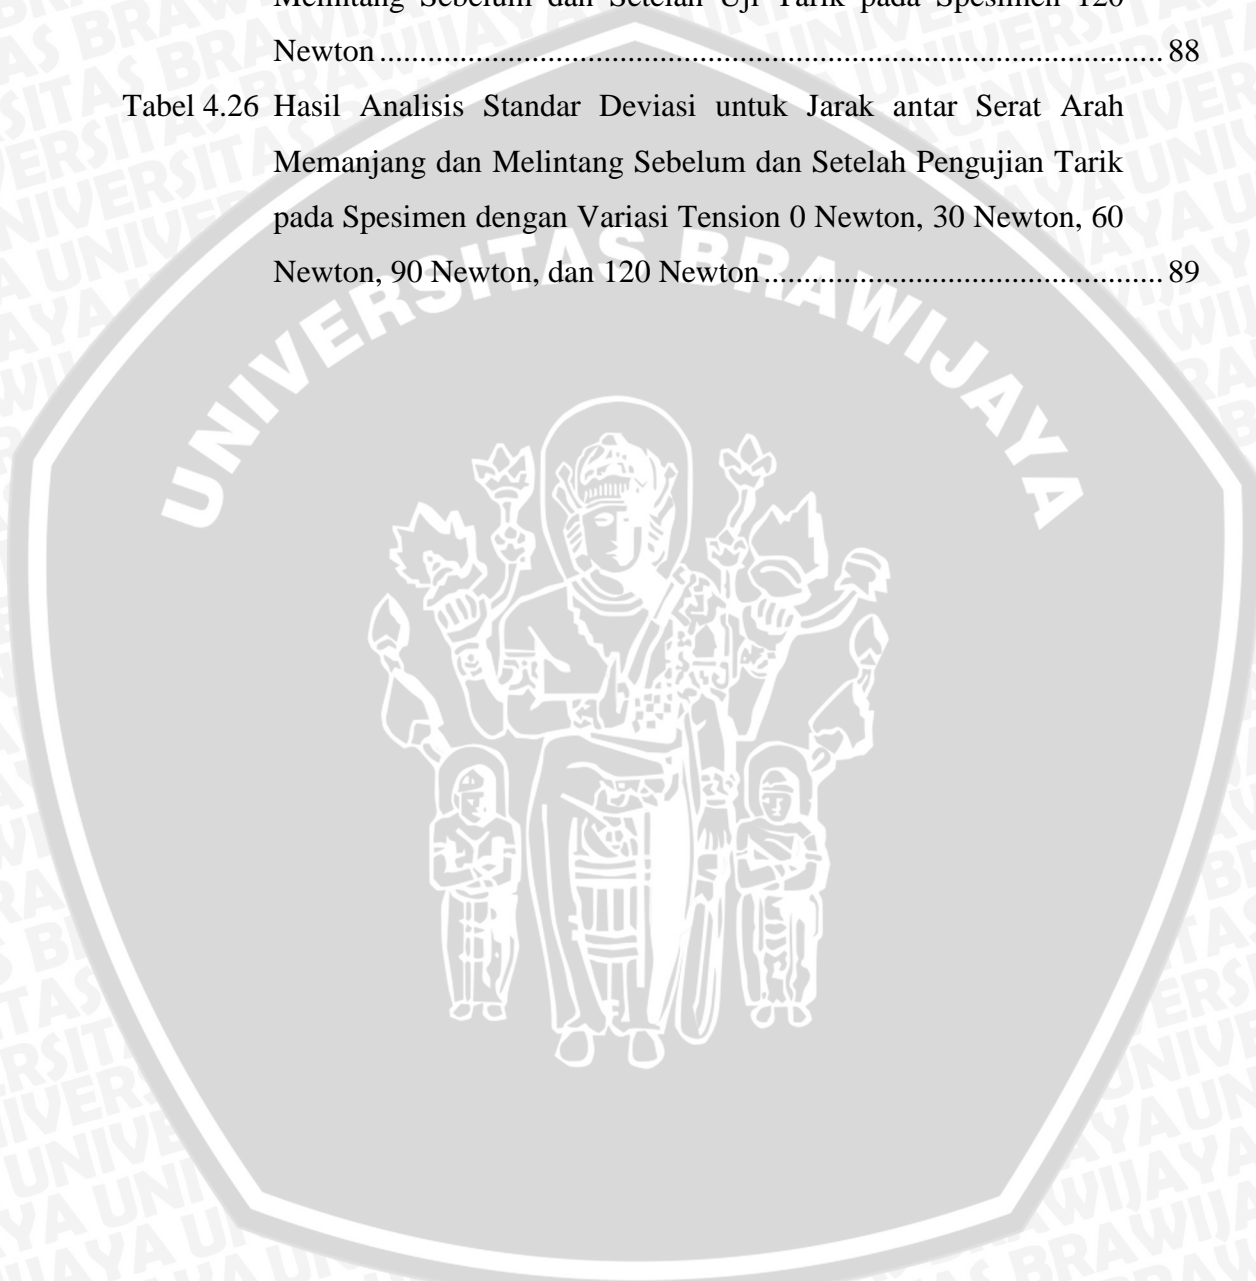 Melintang Sebelum dan Setelah Uji Tarik pada Spesimen 120
Newton ................................................................................................. 88
Tabel 4.26 Hasil Analisis Standar Deviasi untuk Jarak antar Serat Arah
Memanjang dan Melintang Sebelum dan Setelah Pengujian Tarik
pada Spesimen dengan Variasi Tension 0 Newton, 30 Newton, 60
Newton, 90 Newton, dan 120 Newton .................................................. 89
UNIVERSITAS BRAWIJAYA